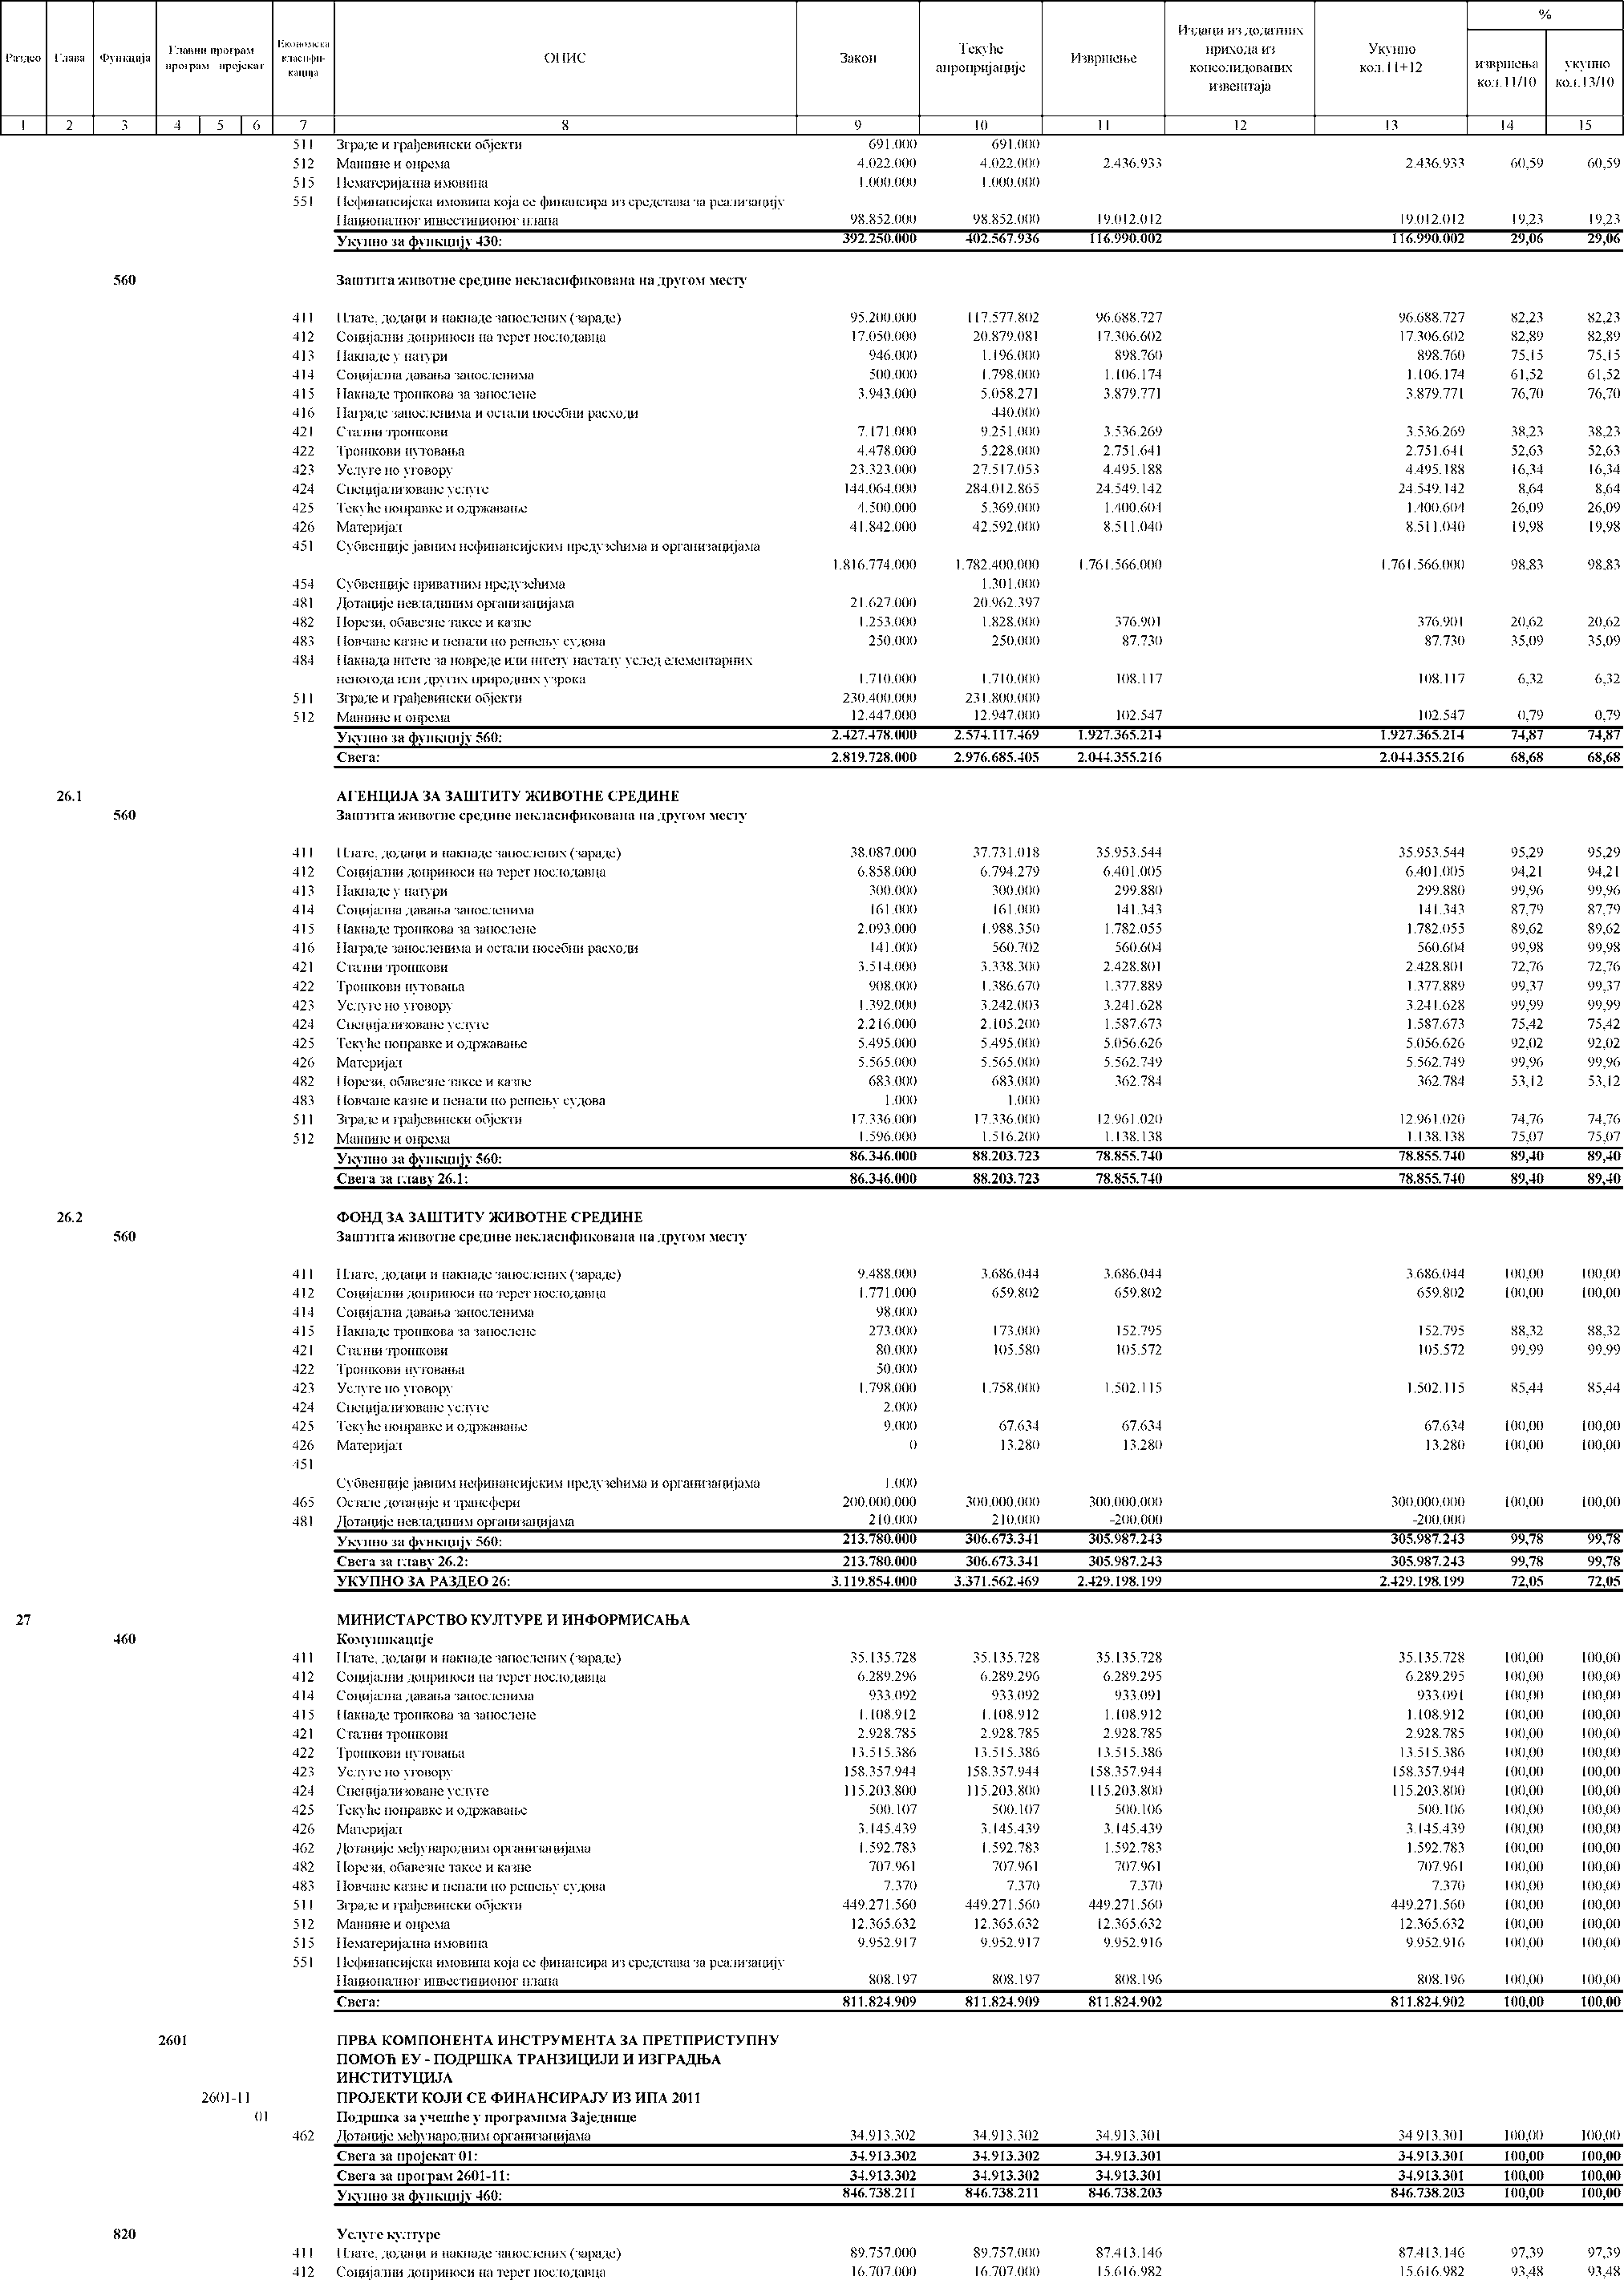 %
Раздео Глава Функција Главни програм програм пројекат Економска класифи-кација ОПИС Закон Текуће апропријације Извршење Издаци из додатних прихода из консолидованих извештаја Укупно кол.11+12 извршења кол.11/10 укупно кол.13/10
1 2 3 4 5 6 7 8 9 10 11 12 13 14 15
511 Зграде и грађевински објекти 691.000 691.000
512 Машине и опрема 4.022.000 4.022.000 2.436.933 2.436.933 60,59 60,59
515 Нематеријална имовина 1.000.000 1.000.000
551 Нефинансијска имовина која се финансира из средстава за реализацију
Националног инвестиционог плана 98.852.000 98.852.000 19.012.012 19.012.012 19,23 19,23
Укупно за функцију 430: 392.250.000 402.567.936 116.990.002 116.990.002 29,06 29,06
560 Заштита животне средине некласификована на другом месту
411 Плате, додаци и накнаде запослених (зараде) 95.200.000 117.577.802 96.688.727 96.688.727 82,23 82,23
412 Социјални доприноси на терет послодавца 17.050.000 20.879.081 17.306.602 17.306.602 82,89 82,89
413 Накнаде у натури 946.000 1.196.000 898.760 898.760 75,15 75,15
414 Социјална давања запосленима 500.000 1.798.000 1.106.174 1.106.174 61,52 61,52
415 Накнаде трошкова за запослене 3.943.000 5.058.271 3.879.771 3.879.771 76,70 76,70
416 Награде запосленима и остали посебни расходи 440.000
421 Стални трошкови 7.171.000 9.251.000 3.536.269 3.536.269 38,23 38,23
422 Трошкови путовања 4.478.000 5.228.000 2.751.641 2.751.641 52,63 52,63
423 Услуге по уговору 23.323.000 27.517.053 4.495.188 4.495.188 16,34 16,34
424 Специјализоване услуге 144.064.000 284.012.865 24.549.142 24.549.142 8,64 8,64
425 Текуће поправке и одржавање 4.500.000 5.369.000 1.400.604 1.400.604 26,09 26,09
426 Материјал 41.842.000 42.592.000 8.511.040 8.511.040 19,98 19,98
451 Субвенције јавним нефинансијским предузећима и организацијама
1.816.774.000 1.782.400.000 1.761.566.000 1.761.566.000 98,83 98,83
454 Субвенције приватним предузећима 1.301.000
481 Дотације невладиним организацијама 21.627.000 20.962.397
482 Порези, обавезне таксе и казне 1.253.000 1.828.000 376.901 376.901 20,62 20,62
483 Новчане казне и пенали по решењу судова 250.000 250.000 87.730 87.730 35,09 35,09
484 Накнада штете за повреде или штету насталу услед елементарних
непогода или других природних узрока 1.710.000 1.710.000 108.117 108.117 6,32 6,32
511 Зграде и грађевински објекти 230.400.000 231.800.000
512 Машине и опрема 12.447.000 12.947.000 102.547 102.547 0,79 0,79
Укупно за функцију 560: 2.427.478.000 2.574.117.469 1.927.365.214 1.927.365.214 74,87 74,87
Свега: 2.819.728.000 2.976.685.405 2.044.355.216 2.044.355.216 68,68 68,68
26.1 АГЕНЦИЈА ЗА ЗАШТИТУ ЖИВОТНЕ СРЕДИНЕ
560 Заштита животне средине некласификована на другом месту
411 Плате, додаци и накнаде запослених (зараде) 38.087.000 37.731.018 35.953.544 35.953.544 95,29 95,29
412 Социјални доприноси на терет послодавца 6.858.000 6.794.279 6.401.005 6.401.005 94,21 94,21
413 Накнаде у натури 300.000 300.000 299.880 299.880 99,96 99,96
414 Социјална давања запосленима 161.000 161.000 141.343 141.343 87,79 87,79
415 Накнаде трошкова за запослене 2.093.000 1.988.350 1.782.055 1.782.055 89,62 89,62
416 Награде запосленима и остали посебни расходи 141.000 560.702 560.604 560.604 99,98 99,98
421 Стални трошкови 3.514.000 3.338.300 2.428.801 2.428.801 72,76 72,76
422 Трошкови путовања 908.000 1.386.670 1.377.889 1.377.889 99,37 99,37
423 Услуге по уговору 1.392.000 3.242.003 3.241.628 3.241.628 99,99 99,99
424 Специјализоване услуге 2.216.000 2.105.200 1.587.673 1.587.673 75,42 75,42
425 Текуће поправке и одржавање 5.495.000 5.495.000 5.056.626 5.056.626 92,02 92,02
426 Материјал 5.565.000 5.565.000 5.562.749 5.562.749 99,96 99,96
482 Порези, обавезне таксе и казне 683.000 683.000 362.784 362.784 53,12 53,12
483 Новчане казне и пенали по решењу судова 1.000 1.000
511 Зграде и грађевински објекти 17.336.000 17.336.000 12.961.020 12.961.020 74,76 74,76
512 Машине и опрема 1.596.000 1.516.200 1.138.138 1.138.138 75,07 75,07
Укупно за функцију 560: 86.346.000 88.203.723 78.855.740 78.855.740 89,40 89,40
Свега за главу 26.1: 86.346.000 88.203.723 78.855.740 78.855.740 89,40 89,40
26.2 ФОНД ЗА ЗАШТИТУ ЖИВОТНЕ СРЕДИНЕ
560 Заштита животне средине некласификована на другом месту
411 Плате, додаци и накнаде запослених (зараде) 9.488.000 3.686.044 3.686.044 3.686.044 100,00 100,00
412 Социјални доприноси на терет послодавца 1.771.000 659.802 659.802 659.802 100,00 100,00
414 Социјална давања запосленима 98.000
415 Накнаде трошкова за запослене 273.000 173.000 152.795 152.795 88,32 88,32
421 Стални трошкови 80.000 105.580 105.572 105.572 99,99 99,99
422 Трошкови путовања 50.000
423 Услуге по уговору 1.798.000 1.758.000 1.502.115 1.502.115 85,44 85,44
424 Специјализоване услуге 2.000
425 Текуће поправке и одржавање 9.000 67.634 67.634 67.634 100,00 100,00
426 Материјал 0 13.280 13.280 13.280 100,00 100,00
451
Субвенције јавним нефинансијским предузећима и организацијама 1.000
465 Остале дотације и трансфери 200.000.000 300.000.000 300.000.000 300.000.000 100,00 100,00
481 Дотације невладиним организацијама 210.000 210.000 -200.000 -200.000
Укупно за функцију 560: 213.780.000 306.673.341 305.987.243 305.987.243 99,78 99,78
Свега за главу 26.2: 213.780.000 306.673.341 305.987.243 305.987.243 99,78 99,78
УКУПНО ЗА РАЗДЕО 26: 3.119.854.000 3.371.562.469 2.429.198.199 2.429.198.199 72,05 72,05
27 МИНИСТАРСТВО КУЛТУРЕ И ИНФОРМИСАЊА
460 Комуникације
411 Плате, додаци и накнаде запослених (зараде) 35.135.728 35.135.728 35.135.728 35.135.728 100,00 100,00
412 Социјални доприноси на терет послодавца 6.289.296 6.289.296 6.289.295 6.289.295 100,00 100,00
414 Социјална давања запосленима 933.092 933.092 933.091 933.091 100,00 100,00
415 Накнаде трошкова за запослене 1.108.912 1.108.912 1.108.912 1.108.912 100,00 100,00
421 Стални трошкови 2.928.785 2.928.785 2.928.785 2.928.785 100,00 100,00
422 Трошкови путовања 13.515.386 13.515.386 13.515.386 13.515.386 100,00 100,00
423 Услуге по уговору 158.357.944 158.357.944 158.357.944 158.357.944 100,00 100,00
424 Специјализоване услуге 115.203.800 115.203.800 115.203.800 115.203.800 100,00 100,00
425 Текуће поправке и одржавање 500.107 500.107 500.106 500.106 100,00 100,00
426 Материјал 3.145.439 3.145.439 3.145.439 3.145.439 100,00 100,00
462 Дотације међународним организацијама 1.592.783 1.592.783 1.592.783 1.592.783 100,00 100,00
482 Порези, обавезне таксе и казне 707.961 707.961 707.961 707.961 100,00 100,00
483 Новчане казне и пенали по решењу судова 7.370 7.370 7.370 7.370 100,00 100,00
511 Зграде и грађевински објекти 449.271.560 449.271.560 449.271.560 449.271.560 100,00 100,00
512 Машине и опрема 12.365.632 12.365.632 12.365.632 12.365.632 100,00 100,00
515 Нематеријална имовина 9.952.917 9.952.917 9.952.916 9.952.916 100,00 100,00
551 Нефинансијска имовина која се финансира из средстава за реализацију
Националног инвестиционог плана 808.197 808.197 808.196 808.196 100,00 100,00
Свега: 811.824.909 811.824.909 811.824.902 811.824.902 100,00 100,00
2601 ПРВА КОМПОНЕНТА ИНСТРУМЕНТА ЗА ПРЕТПРИСТУПНУ
ПОМОЋ ЕУ - ПОДРШКА ТРАНЗИЦИЈИ И ИЗГРАДЊА
ИНСТИТУЦИЈА
2601-11 ПРОЈЕКТИ КОЈИ СЕ ФИНАНСИРАЈУ ИЗ ИПА 2011
01 Подршка за учешће у програмима Заједнице
462 Дотације међународним организацијама 34.913.302 34.913.302 34.913.301 34.913.301 100,00 100,00
Свега за пројекат 01: 34.913.302 34.913.302 34.913.301 34.913.301 100,00 100,00
Свега за програм 2601-11: 34.913.302 34.913.302 34.913.301 34.913.301 100,00 100,00
Укупно за функцију 460: 846.738.211 846.738.211 846.738.203 846.738.203 100,00 100,00
820 Услуге културе
411 Плате, додаци и накнаде запослених (зараде) 89.757.000 89.757.000 87.413.146 87.413.146 97,39 97,39
412 Социјални доприноси на терет послодавца 16.707.000 16.707.000 15.616.982 15.616.982 93,48 93,48